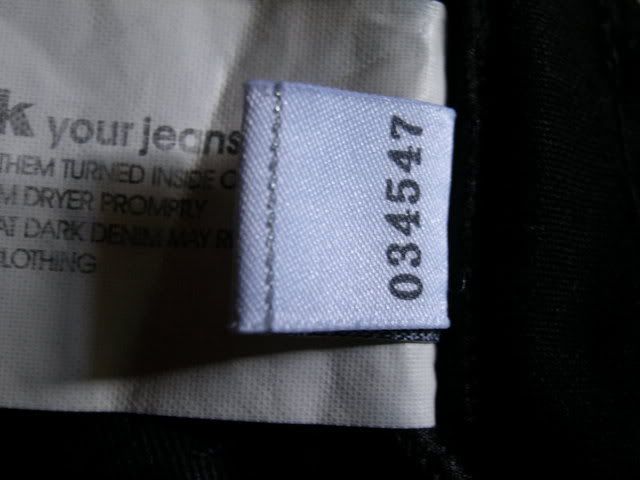 k your jeans
THEM TURNED INSIDE O
M DRYER PROMPTLY
AT DARK DENIM MAY R
LOTHING
034547